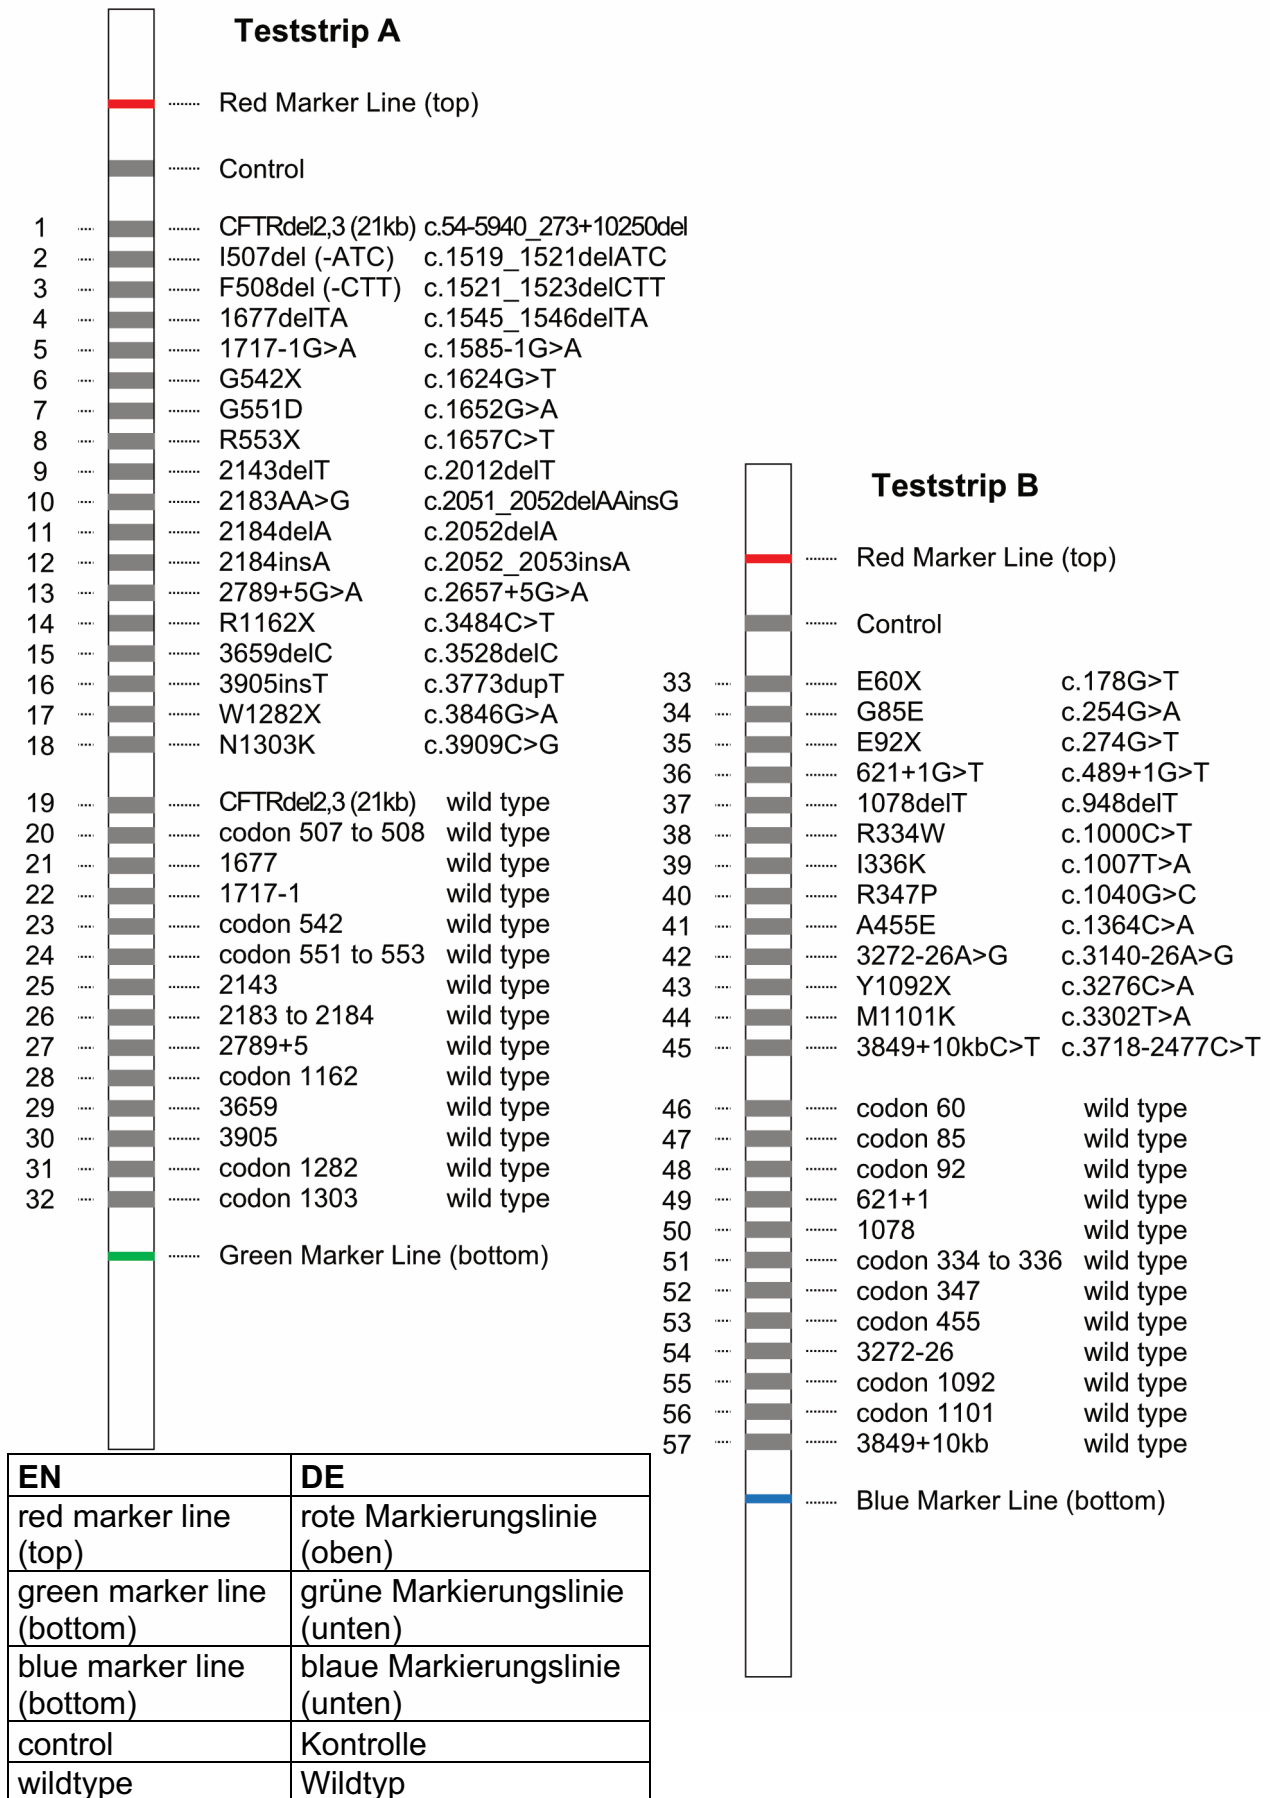 Teststrip A
Red Marker Line (top)
Control
1 CFTRdel2,3 (21kb) c.54-5940_273+10250del
2 I507del (-ATC) c.1519_1521delATC
3 F508del (-CTT) c.1521_1523delCTT
4 1677delTA c.1545_1546delTA
5 1717-1G>A c.1585-1G>A
6 G542X c.1624G>T
7 G551D c.1652G>A
8 R553X c.1657C>T
9 2143delT c.2012delT
10 2183AA>G c.2051_2052delAAinsG
11 2184delA c.2052delA
12 2184insA c.2052_2053insA
13 2789+5G>A c.2657+5G>A
14 R1162X c.3484C>T
15 3659delC c.3528delC
16 3905insT c.3773dupT
17 W1282X c.3846G>A
18 N1303K c.3909C>G
19 CFTRdel2,3 (21kb) wild type
20 codon 507 to 508 wild type
21 1677 wild type
22 1717-1 wild type
23 codon 542 wild type
24 codon 551 to 553 wild type
25 2143 wild type
26 2183 to 2184 wild type
27 2789+5 wild type
28 codon 1162 wild type
29 3659 wild type
30 3905 wild type
31 codon 1282 wild type
32 codon 1303 wild type
Green Marker Line (bottom)
Teststrip B
Red Marker Line (top)
Control
33 E60X c.178G>T
34 G85E c.254G>A
35 E92X c.274G>T
36 621+1G>T c.489+1G>T
37 1078delT c.948delT
38 R334W c.1000C>T
39 I336K c.1007T>A
40 R347P c.1040G>C
41 A455E c.1364C>A
42 3272-26A>G c.3140-26A>G
43 Y1092X c.3276C>A
44 M1101K c.3302T>A
45 3849+10kbC>T c.3718-2477C>T
46 codon 60 wild type
47 codon 85 wild type
48 codon 92 wild type
49 621+1 wild type
50 1078 wild type
51 codon 334 to 336 wild type
52 codon 347 wild type
53 codon 455 wild type
54 3272-26 wild type
55 codon 1092 wild type
56 codon 1101 wild type
57 3849+10kb wild type
Blue Marker Line (bottom)
EN DE
red marker line rote Markierungslinie
(top) (oben)
green marker line grüne Markierungslinie
(bottom) (unten)
blue marker line blaue Markierungslinie
(bottom) (unten)
control Kontrolle
wildtype Wildtyp